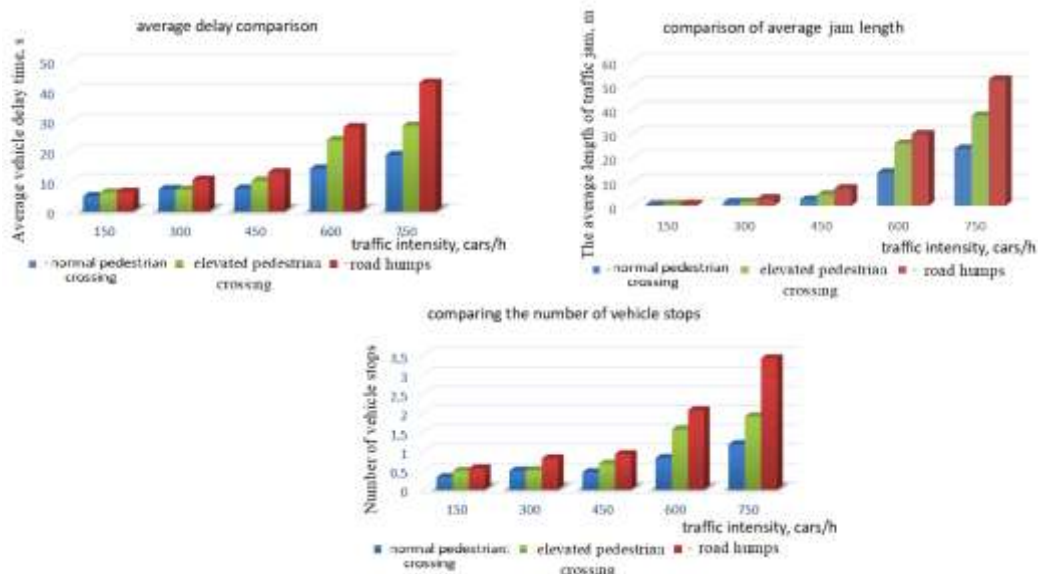 average delay comparison
Average vehicle delay time, s
50
40
30
20
10
0
150 300 450 600 750
traffic intensity, cars/h
- normal pedestrian crossing - elevated pedestrian crossing - road humps
comparison of average jam length
The average length of traffic jam, m
60
50
40
30
20
10
0
150 300 450 600 750
traffic intensity, cars/h
- normal pedestrian crossing - elevated pedestrian crossing - road humps
comparing the number of vehicle stops
Number of vehicle stops
3,5
3
2,5
2
1,5
1
0,5
0
150 300 450 600 750
traffic intensity, cars/h
- normal pedestrian crossing - elevated pedestrian crossing - road humps